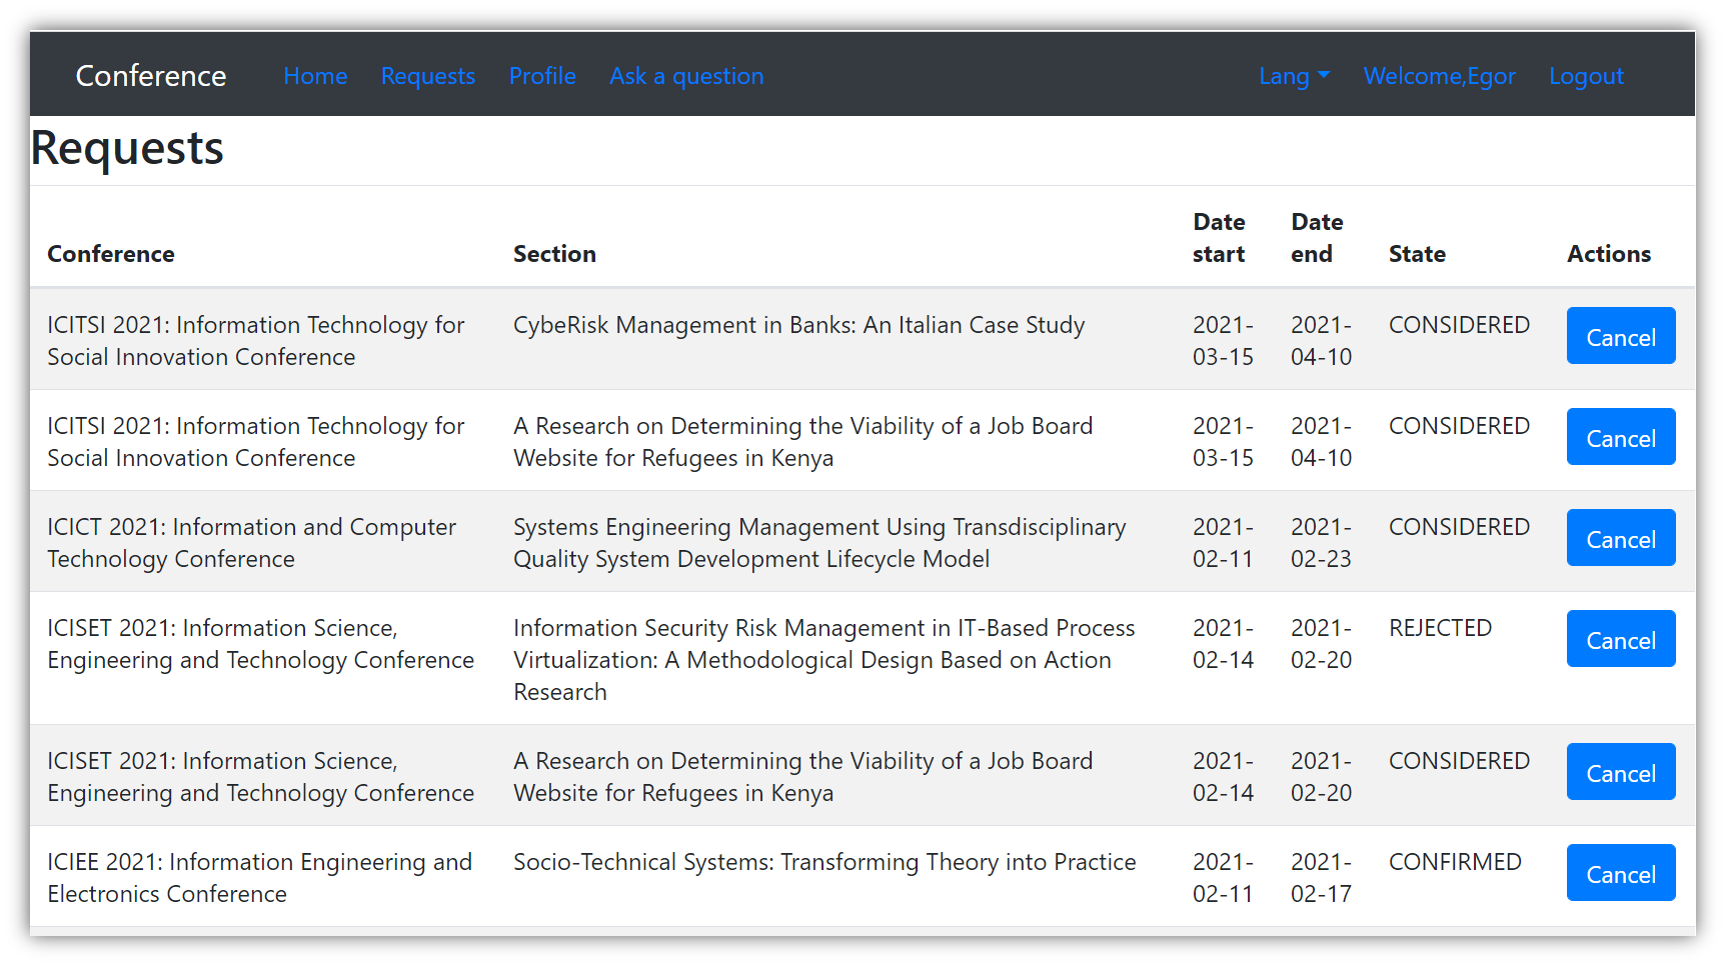 Conference Home Requests Profile Ask a question Lang Welcome,Egor Logout
Requests
Conference Section Date start Date end State Actions
ICITSI 2021: Information Technology for Social Innovation Conference
CybeRisk Management in Banks: An Italian Case Study
2021-03-15
2021-04-10
CONSIDERED
Cancel
ICITSI 2021: Information Technology for Social Innovation Conference
A Research on Determining the Viability of a Job Board Website for Refugees in Kenya
2021-03-15
2021-04-10
CONSIDERED
Cancel
ICICT 2021: Information and Computer Technology Conference
Systems Engineering Management Using Transdisciplinary Quality System Development Lifecycle Model
2021-02-11
2021-02-23
CONSIDERED
Cancel
ICISET 2021: Information Science, Engineering and Technology Conference
Information Security Risk Management in IT-Based Process Virtualization: A Methodological Design Based on Action Research
2021-02-14
2021-02-20
REJECTED
Cancel
ICISET 2021: Information Science, Engineering and Technology Conference
A Research on Determining the Viability of a Job Board Website for Refugees in Kenya
2021-02-14
2021-02-20
CONSIDERED
Cancel
ICIEE 2021: Information Engineering and Electronics Conference
Socio-Technical Systems: Transforming Theory into Practice
2021-02-11
2021-02-17
CONFIRMED
Cancel